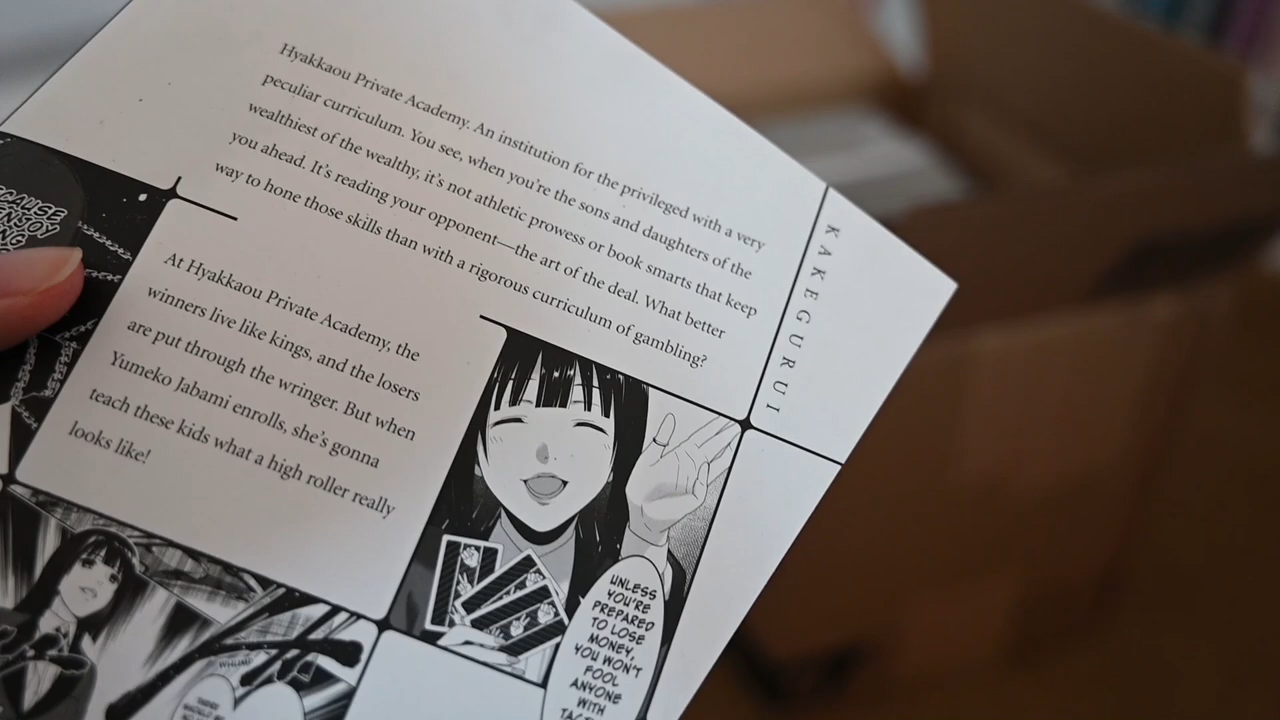 Hyakkaou Private Academy. An institution for the privileged with a very
peculiar curriculum. You see, when you're the sons and daughters of the
wealthiest of the wealthy, it's not athletic prowess or book smarts that keep
you ahead. It's reading your opponent—the art of the deal. What better
way to hone those skills than with a rigorous curriculum of gambling?
At Hyakkaou Private Academy, the
winners live like kings, and the losers
are put through the wringer. But when
Yumeko Jabami enrolls, she's gonna
teach these kids what a high roller really
looks like!
KAKEGURUI
UNLESS
YOU'RE
PREPARED
TO LOSE
MONEY,
YOU WON'T
FOOL
ANYONE
WITH
WHUMP